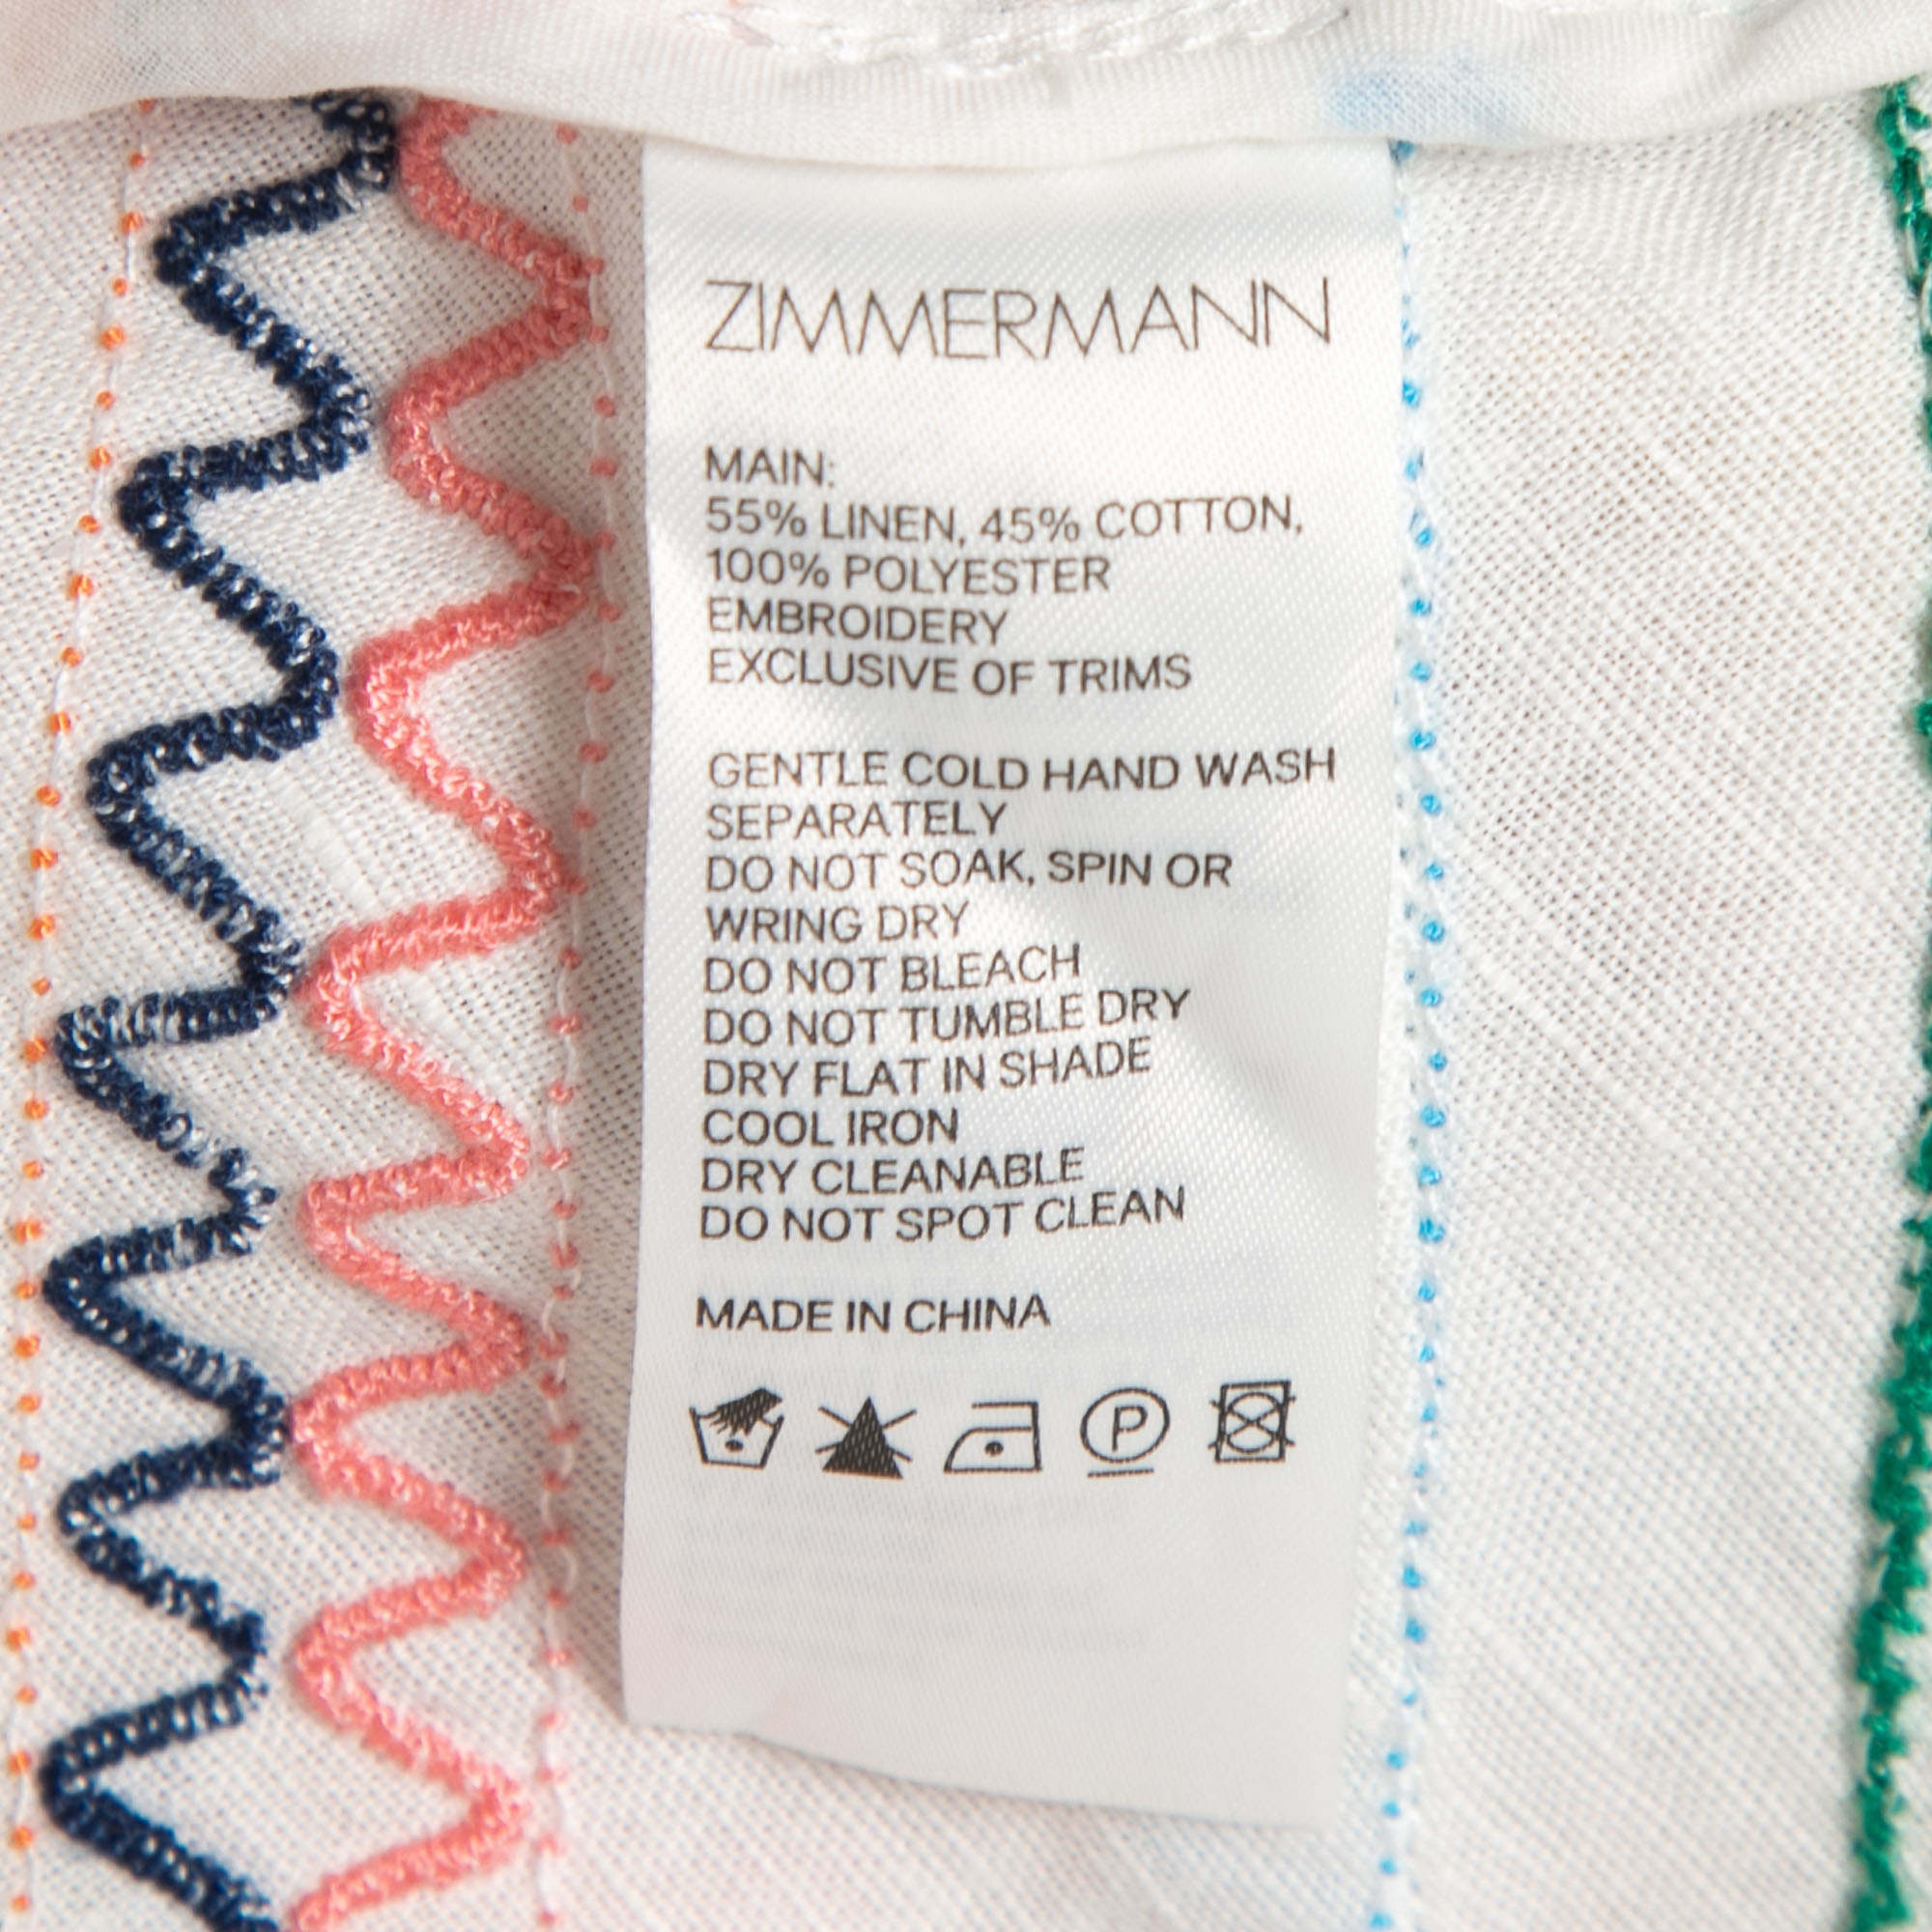 ZIMMERMANN
MAIN:
55% LINEN, 45% COTTON,
100% POLYESTER
EMBROIDERY
EXCLUSIVE OF TRIMS
GENTLE COLD HAND WASH
SEPARATELY
DO NOT SOAK, SPIN OR
WRING DRY
DO NOT BLEACH
DO NOT TUMBLE DRY
DRY FLAT IN SHADE
COOL IRON
DRY CLEANABLE
DO NOT SPOT CLEAN
MADE IN CHINA
P